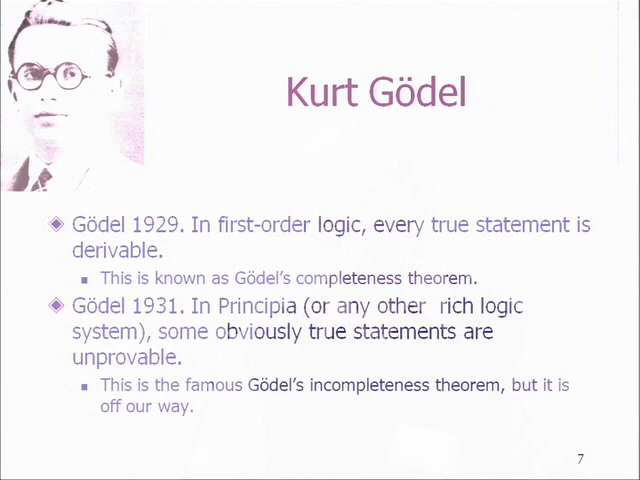 Kurt Gödel
Gödel 1929. In first-order logic, every true statement is
derivable.
This is known as Gödel's completeness theorem.
Gödel 1931. In Principia (or any other rich logic
system), some obviously true statements are
unprovable.
This is the famous Gödel's incompleteness theorem, but it is
off our way.
7